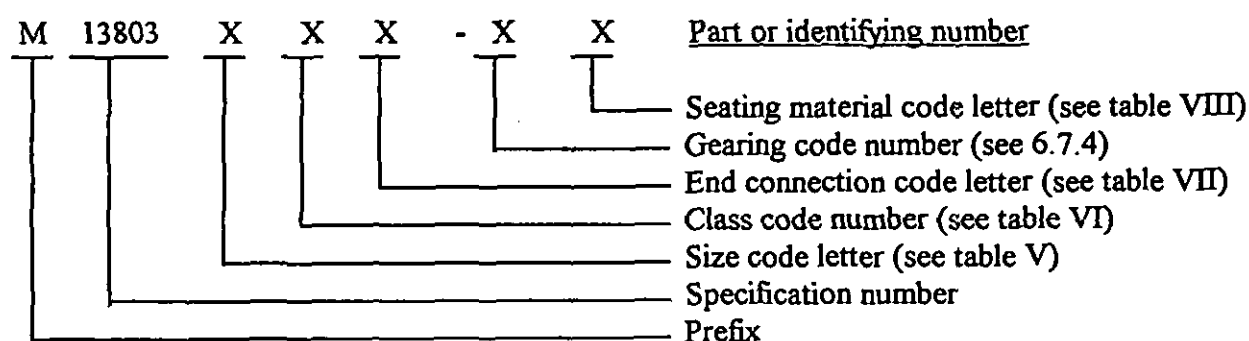 M 13803 X X X - X X Part or identifying number
Seating material code letter (see table VIII)
Gearing code number (see 6.7.4)
End connection code letter (see table VII)
Class code number (see table VI)
Size code letter (see table V)
Specification number
Prefix